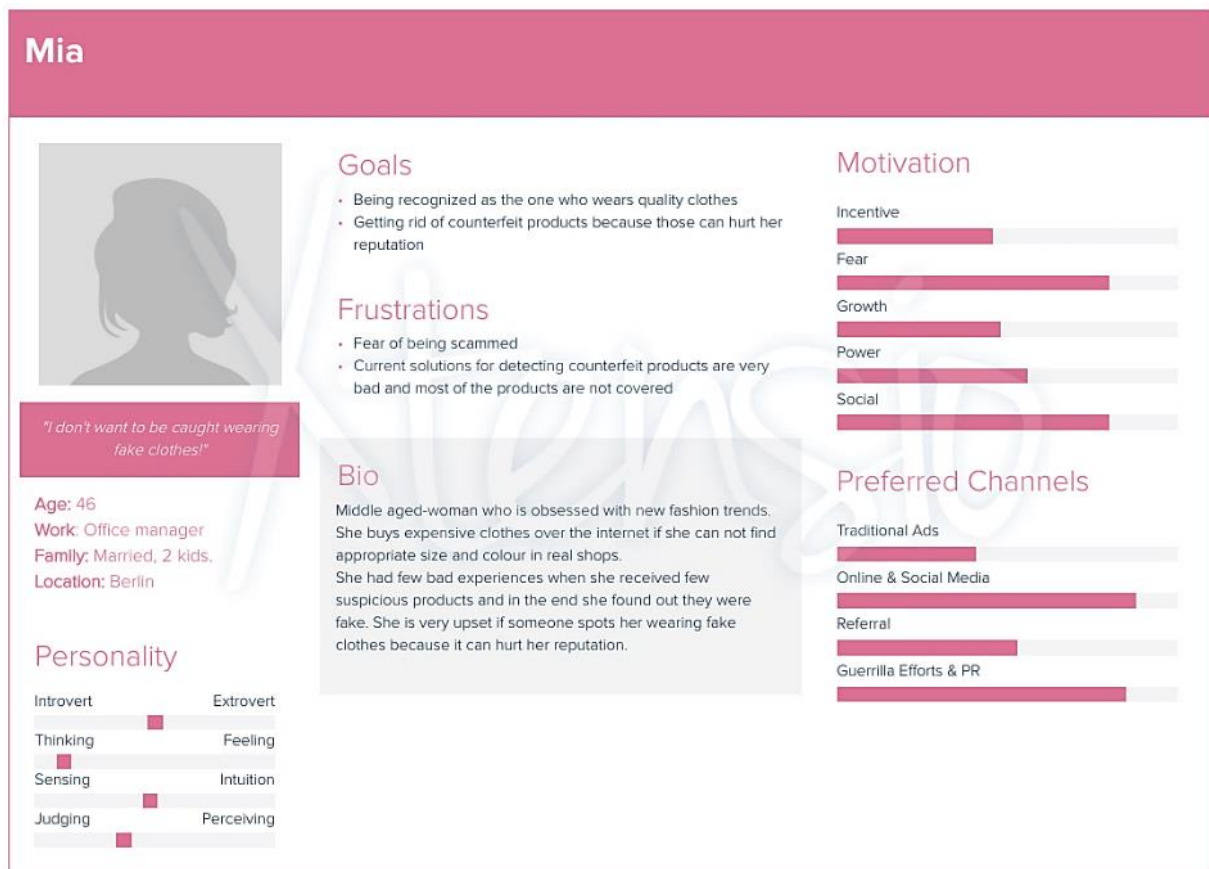 Mia
"I don't want to be caught wearing
fake clothes!"
Age: 46
Work: Office manager
Family: Married, 2 kids.
Location: Berlin
Personality
Introvert Extrovert
Thinking Feeling
Sensing Intuition
Judging Perceiving
Goals
• Being recognized as the one who wears quality clothes
• Getting rid of counterfeit products because those can hurt her
reputation
Frustrations
• Fear of being scammed
• Current solutions for detecting counterfeit products are very
bad and most of the products are not covered
Bio
Middle aged-woman who is obsessed with new fashion trends.
She buys expensive clothes over the internet if she can not find
appropriate size and colour in real shops.
She had few bad experiences when she received few
suspicious products and in the end she found out they were
fake. She is very upset if someone spots her wearing fake
clothes because it can hurt her reputation.
Motivation
Incentive
Fear
Growth
Power
Social
Preferred Channels
Traditional Ads
Online & Social Media
Referral
Guerrilla Efforts & PR
Xtensio